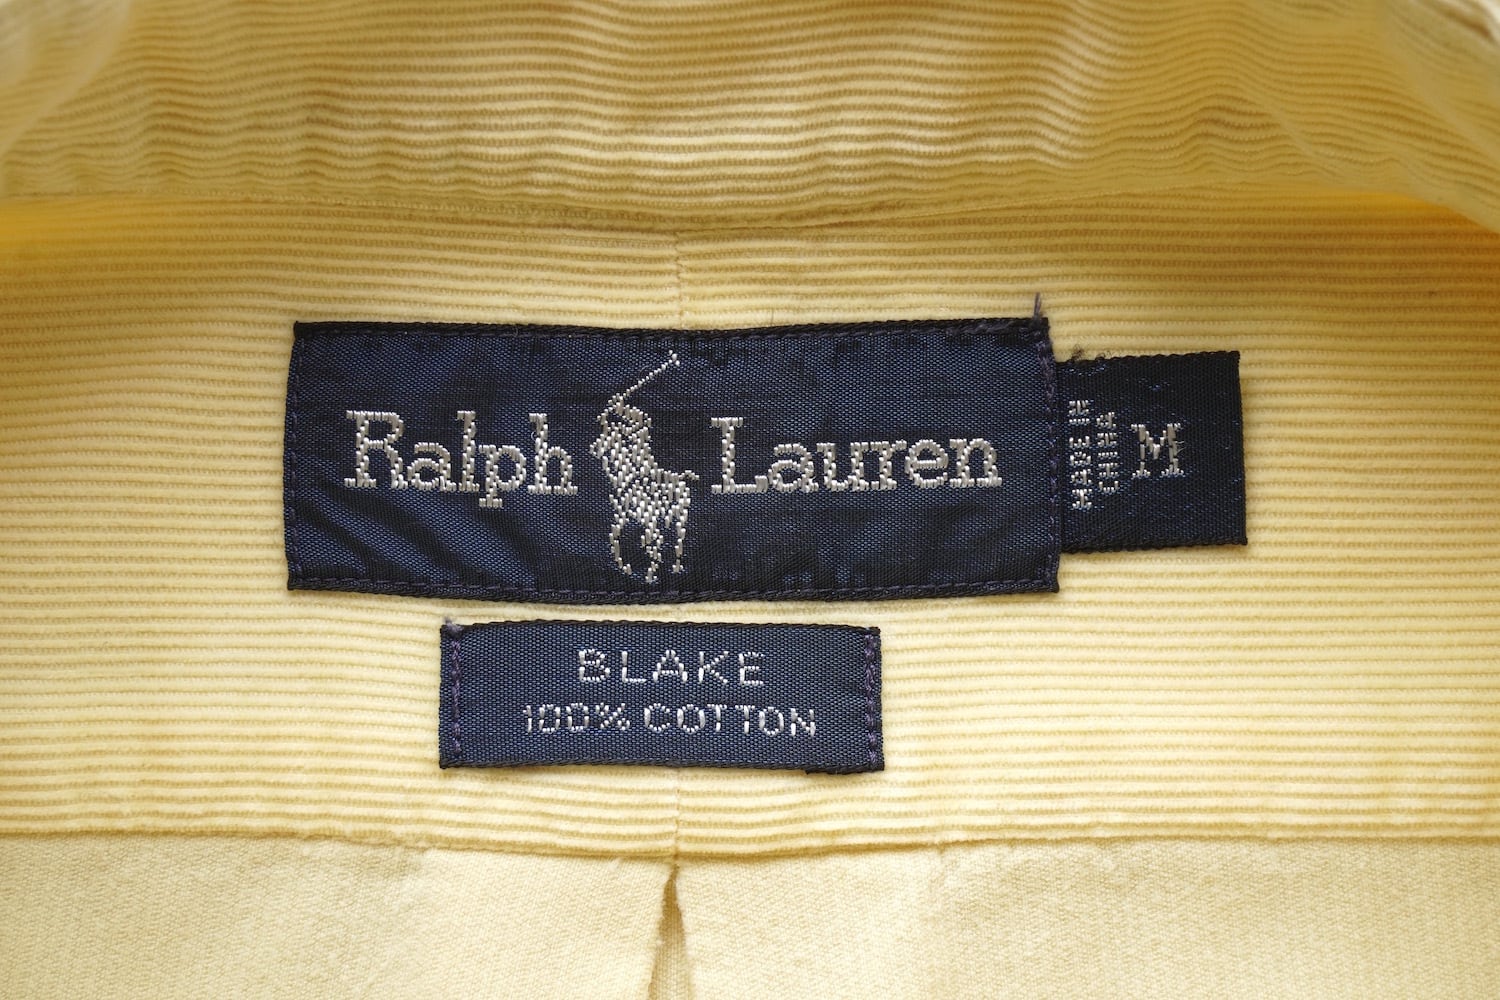 Ralph Lauren
MADE IN
CHINA
M
BLAKE
100% COTTON